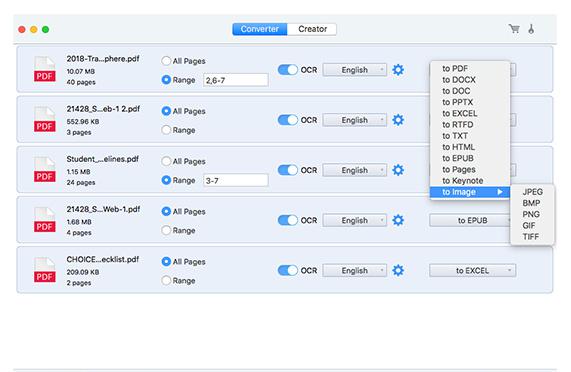 Converter Creator
2018-Tra...phere.pdf
10.07 MB
40 pages
PDF
All Pages
Range 2,6-7
OCR English
21428_S...eb-1 2.pdf
552.96 KB
3 pages
PDF
All Pages
Range
OCR English
Student_...elines.pdf
1.15 MB
24 pages
PDF
All Pages
Range 3-7
OCR English
21428_S...Web-1.pdf
1.68 MB
4 pages
PDF
All Pages
Range
OCR English to EPUB
CHOICE...ecklist.pdf
209.09 KB
2 pages
PDF
All Pages
Range
OCR English to EXCEL
to PDF
to DOCX
to DOC
to PPTX
to EXCEL
to RTFD
to TXT
to HTML
to EPUB
to Pages
to Keynote
to Image
JPEG
BMP
PNG
GIF
TIFF